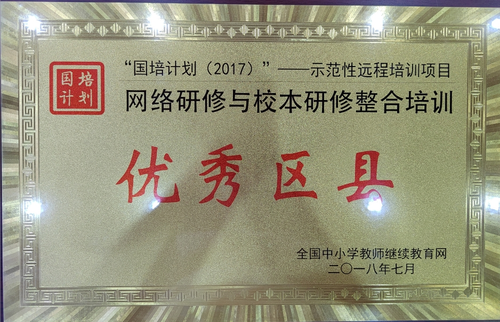 国培
计划
“国培计划（2017）”——示范性远程培训项目
网络研修与校本研修整合培训
优秀区县
全国中小学教师继续教育网
二〇一八年七月